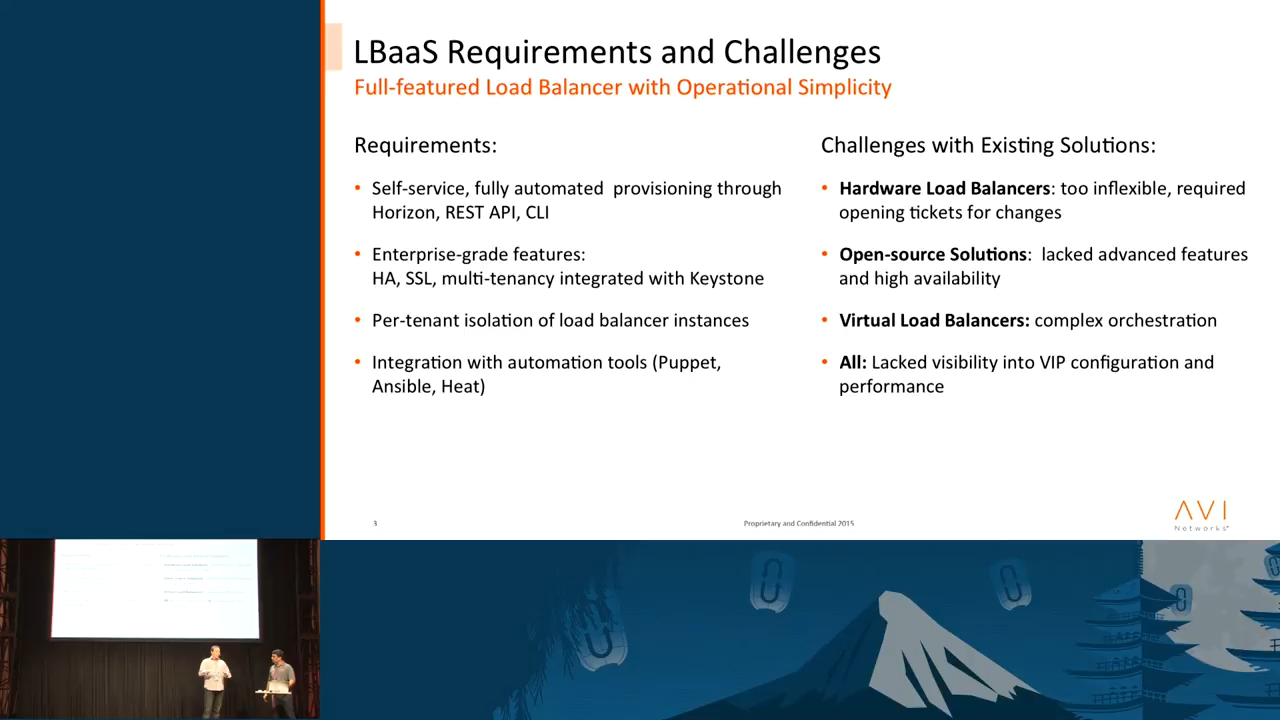 LBaaS Requirements and Challenges
Full-featured Load Balancer with Operational Simplicity
Requirements:
• Self-service, fully automated  provisioning through
Horizon, REST API, CLI
• Enterprise-grade features:
HA, SSL, multi-tenancy integrated with Keystone
• Per-tenant isolation of load balancer instances
• Integration with automation tools (Puppet,
Ansible, Heat)
Challenges with Existing Solutions:
• Hardware Load Balancers: too inflexible, required
opening tickets for changes
• Open-source Solutions:  lacked advanced features
and high availability
• Virtual Load Balancers: complex orchestration
• All: Lacked visibility into VIP configuration and
performance
3
Proprietary and Confidential 2015
AVI
Networks